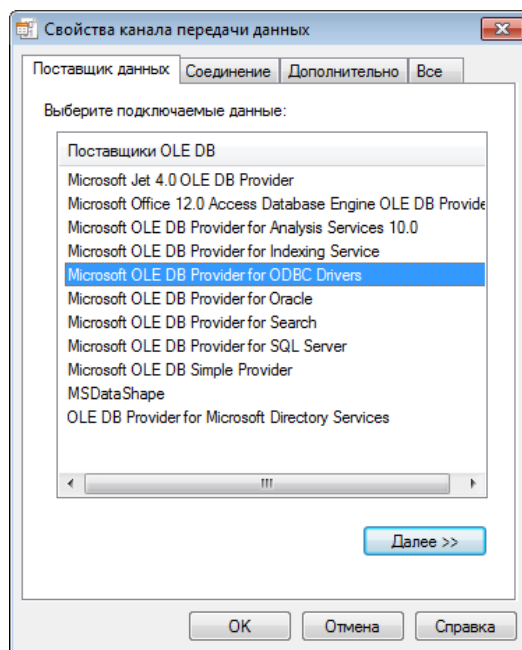 Свойства канала передачи данных
Поставщик данных Соединение Дополнительно Все
Выберите подключаемые данные:
Поставщики OLE DB
Microsoft Jet 4.0 OLE DB Provider
Microsoft Office 12.0 Access Database Engine OLE DB Provide
Microsoft OLE DB Provider for Analysis Services 10.0
Microsoft OLE DB Provider for Indexing Service
Microsoft OLE DB Provider for ODBC Drivers
Microsoft OLE DB Provider for Oracle
Microsoft OLE DB Provider for Search
Microsoft OLE DB Provider for SQL Server
Microsoft OLE DB Simple Provider
MSDataShape
OLE DB Provider for Microsoft Directory Services
Далее >>
OK Отмена Справка